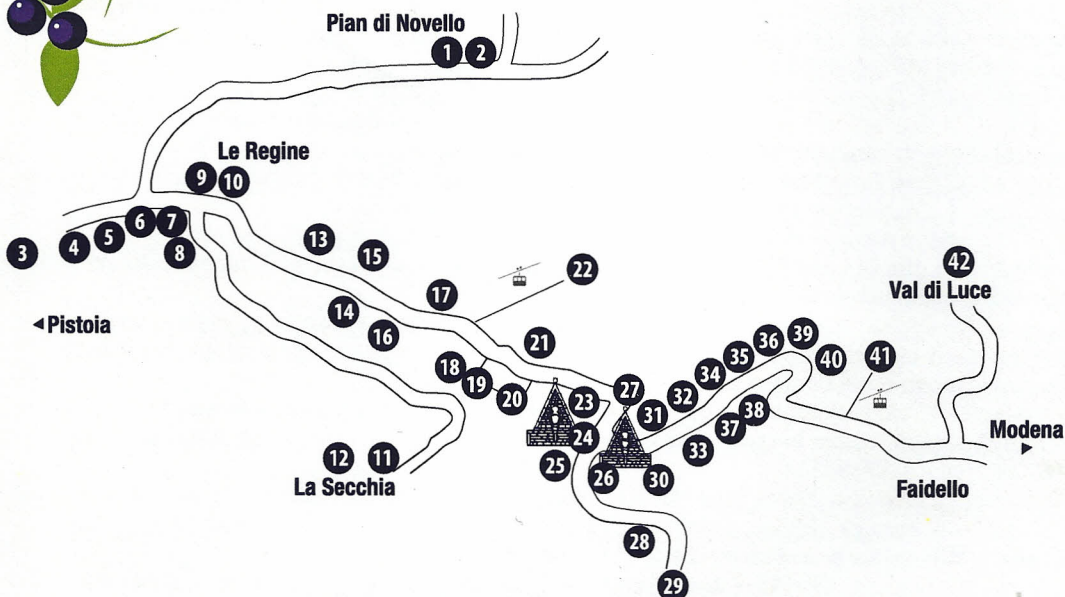 Pian di Novello
1 2
Le Regine
9 10
3 4 5 6 7 8
13 15
22
42
Val di Luce
◄Pistoia
17
14 16
21
36 39
34 35 40 41
18 19 20
23 27 31 32
37 38
Modena
►
12 11
La Secchia
24 25 26 30 33
Faidello
28
29